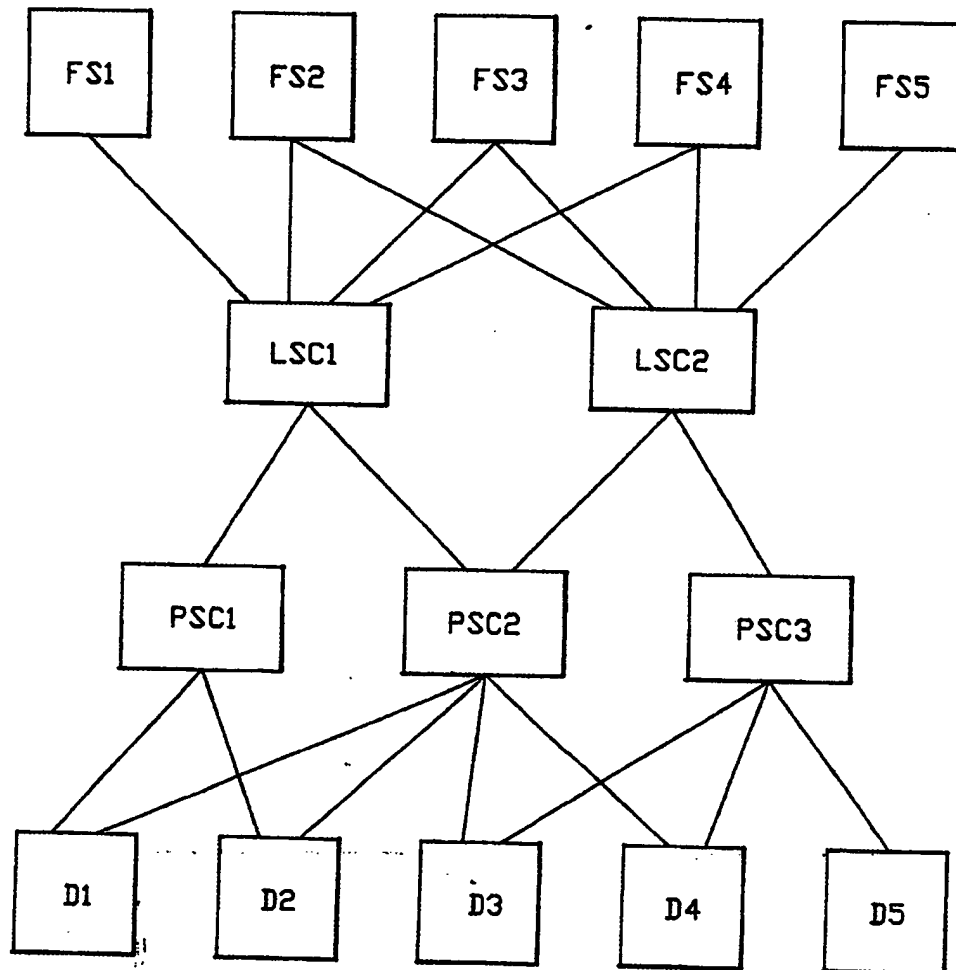 FS1 FS2 FS3 FS4 FS5
LSC1 LSC2
PSC1 PSC2 PSC3
D1 D2 D3 D4 D5